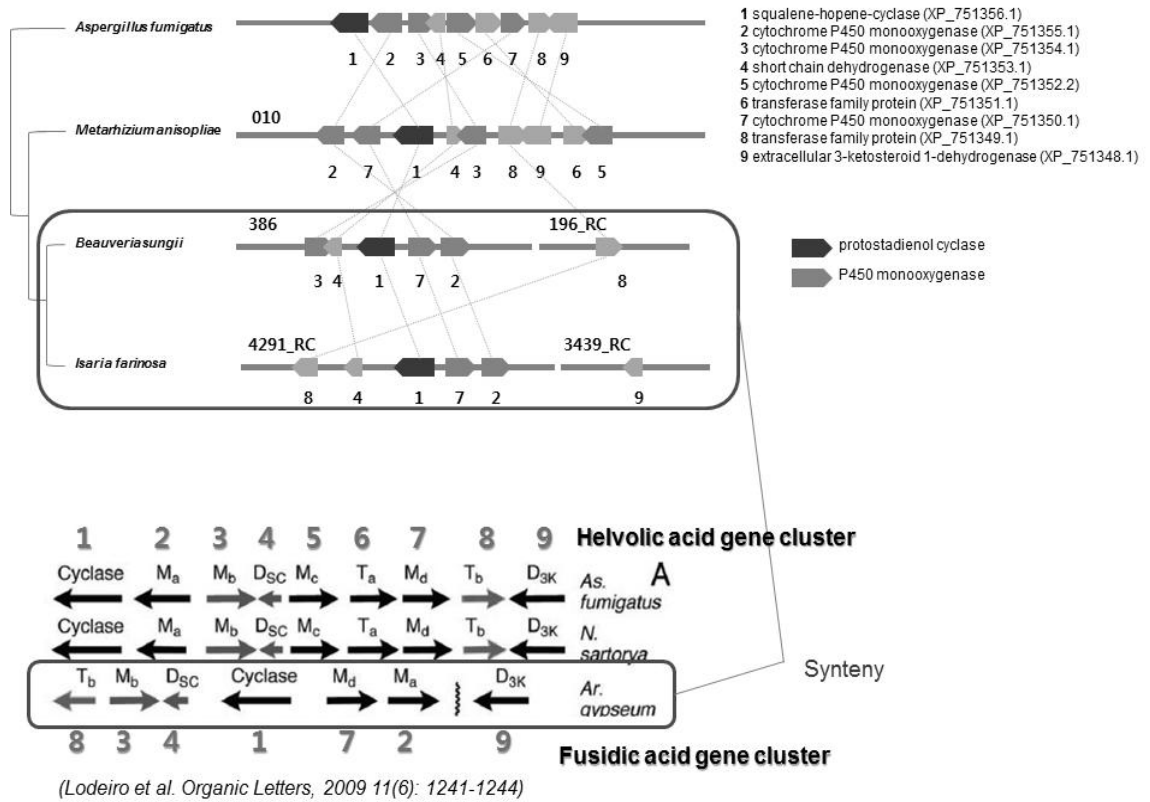 Aspergillus fumigatus
1 2 3 4 5 6 7 8 9
1 squalene-hopene-cyclase (XP_751356.1)
2 cytochrome P450 monooxygenase (XP_751355.1)
3 cytochrome P450 monooxygenase (XP_751354.1)
4 short chain dehydrogenase (XP_751353.1)
5 cytochrome P450 monooxygenase (XP_751352.2)
6 transferase family protein (XP_751351.1)
7 cytochrome P450 monooxygenase (XP_751350.1)
8 transferase family protein (XP_751349.1)
9 extracellular 3-ketosteroid 1-dehydrogenase (XP_751348.1)
010
Metarhizium anisopliae
2 7 1 4 3 8 9 6 5
386 196_RC
Beauveria sungii
3 4 1 7 2 8
protostadienol cyclase
P450 monooxygenase
4291_RC 3439_RC
Isaria farinosa
8 4 1 7 2 9
1 2 3 4 5 6 7 8 9 Helvolic acid gene cluster
Cyclase Ma Mb DSC Mc Ta Md Tb D3K As. fumigatus A
Cyclase Ma Mb DSC Mc Ta Md Tb D3K N. sartorya
Tb Mb DSC Cyclase Md Ma D3K Ar. gypseum
Synteny
8 3 4 1 7 2 9
Fusidic acid gene cluster
(Lodeiro et al. Organic Letters, 2009 11(6): 1241-1244)